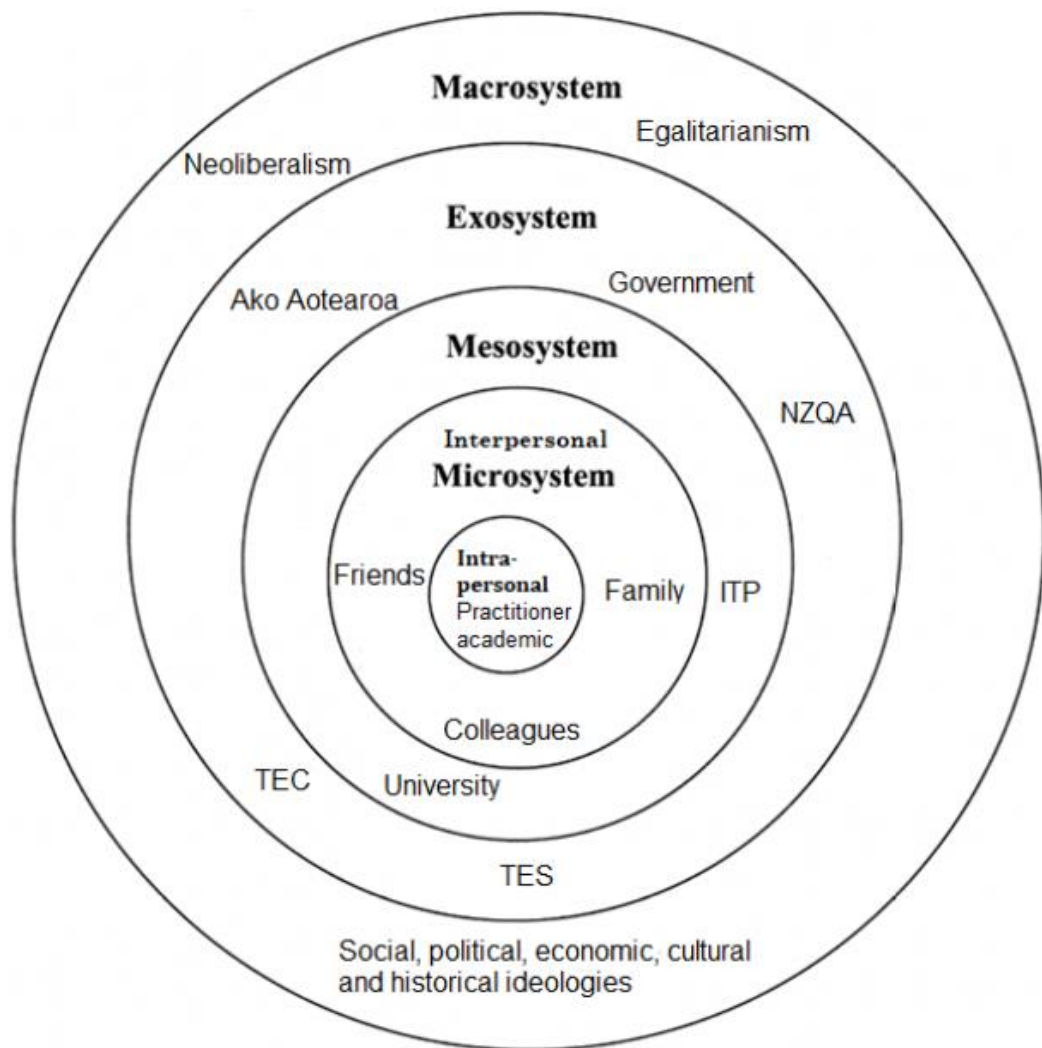 Macrosystem
Egalitarianism
Neoliberalism
Exosystem
Government
Ako Aotearoa
Mesosystem
NZQA
Interpersonal
Microsystem
Intra-
personal
Practitioner
academic
Friends
Family
ITP
Colleagues
TEC
University
TES
Social, political, economic, cultural
and historical ideologies